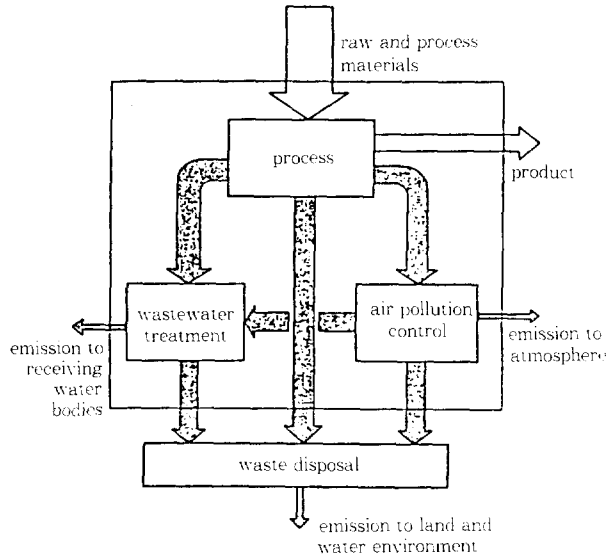 raw and process
materials
process
product
wastewater
treatment
air pollution
control
emission to
receiving
water
bodies
emission to
atmosphere
waste disposal
emission to land and
water environment